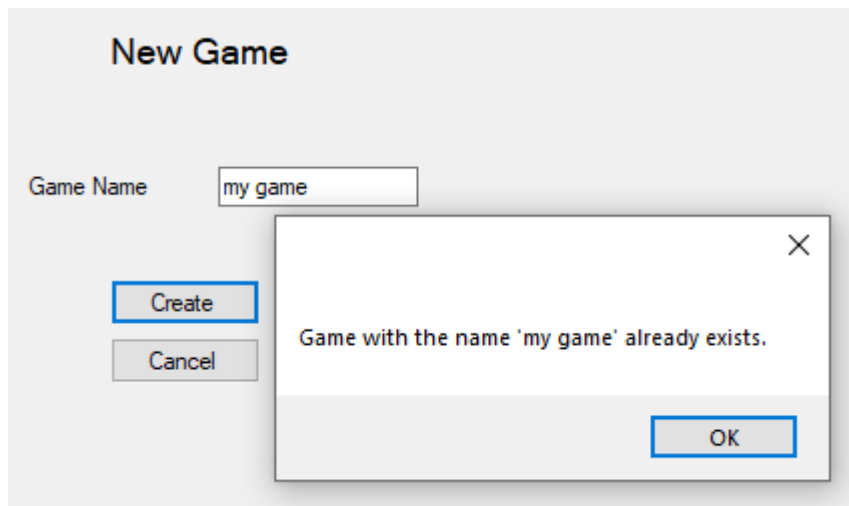 New Game
Game Name
my game
Create
Cancel
Game with the name 'my game' already exists.
OK